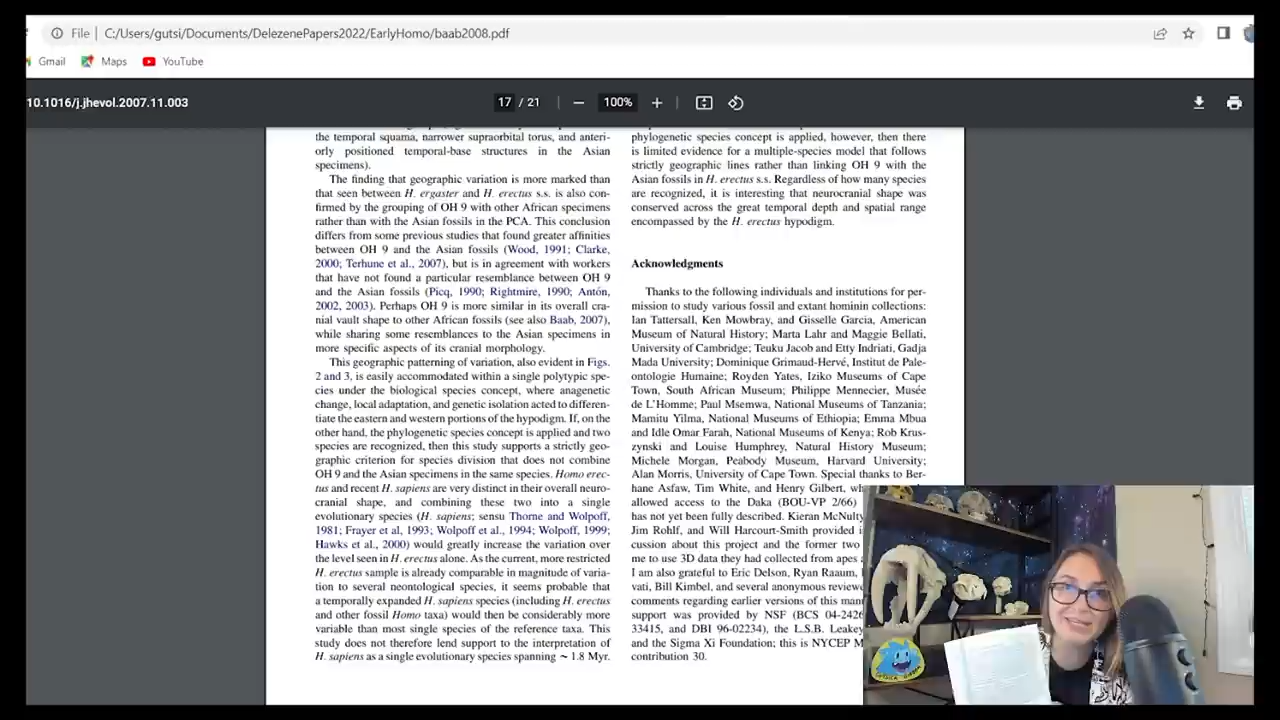 File | C:/Users/gutsi/Documents/DelezenePapers2022/EarlyHomo/baab2008.pdf
Gmail Maps YouTube
10.1016/j.jhevol.2007.11.003 17 / 21 100%
the temporal squama, narrower supraorbital torus, and anteri-
orly positioned temporal-base structures in the Asian
specimens).
The finding that geographic variation is more marked than
that seen between H. ergaster and H. erectus s.s. is also con-
firmed by the grouping of OH 9 with other African specimens
rather than with the Asian fossils in the PCA. This conclusion
differs from some previous studies that found greater affinities
between OH 9 and the Asian fossils (Wood, 1991; Clarke,
2000; Terhune et al., 2007), but is in agreement with workers
that have not found a particular resemblance between OH 9
and the Asian fossils (Picq, 1990; Rightmire, 1990; Antón,
2002, 2003). Perhaps OH 9 is more similar in its overall cra-
nial vault shape to other African fossils (see also Baab, 2007),
while sharing some resemblances to the Asian specimens in
more specific aspects of its cranial morphology.
This geographic patterning of variation, also evident in Figs.
2 and 3, is easily accommodated within a single polytypic spe-
cies under the biological species concept, where anagenetic
change, local adaptation, and genetic isolation acted to differen-
tiate the eastern and western portions of the hypodigm. If, on the
other hand, the phylogenetic species concept is applied and two
species are recognized, then this study supports a strictly geo-
graphic criterion for species division that does not combine
OH 9 and the Asian specimens in the same species. Homo erec-
tus and recent H. sapiens are very distinct in their overall neuro-
cranial shape, and combining these two into a single
evolutionary species (H. sapiens; sensu Thorne and Wolpoff,
1981; Frayer et al, 1993; Wolpoff et al., 1994; Wolpoff, 1999;
Hawks et al., 2000) would greatly increase the variation over
the level seen in H. erectus alone. As the current, more restricted
H. erectus sample is already comparable in magnitude of varia-
tion to several neontological species, it seems probable that
a temporally expanded H. sapiens species (including H. erectus
and other fossil Homo taxa) would then be considerably more
variable than most single species of the reference taxa. This
study does not therefore lend support to the interpretation of
H. sapiens as a single evolutionary species spanning ~ 1.8 Myr.
phylogenetic species concept is applied, however, then there
is limited evidence for a multiple-species model that follows
strictly geographic lines rather than linking OH 9 with the
Asian fossils in H. erectus s.s. Regardless of how many species
are recognized, it is interesting that neurocranial shape was
conserved across the great temporal depth and spatial range
encompassed by the H. erectus hypodigm.
Acknowledgments
Thanks to the following individuals and institutions for per-
mission to study various fossil and extant hominin collections:
Ian Tattersall, Ken Mowbray, and Gisselle Garcia, American
Museum of Natural History; Marta Lahr and Maggie Bellati,
University of Cambridge; Teuku Jacob and Etty Indriati, Gadja
Mada University; Dominique Grimaud-Hervé, Institut de Pale-
ontologie Humaine; Royden Yates, Iziko Museums of Cape
Town, South African Museum; Philippe Mennecier, Musée
de L'Homme; Paul Msemwa, National Museums of Tanzania;
Mamitu Yilma, National Museums of Ethiopia; Emma Mbua
and Idle Omar Farah, National Museums of Kenya; Rob Krus-
zynski and Louise Humphrey, Natural History Museum;
Michele Morgan, Peabody Museum, Harvard University;
Alan Morris, University of Cape Town. Special thanks to Ber-
hane Asfaw, Tim White, and Henry Gilbert, wh
allowed access to the Daka (BOU-VP 2/66)
has not yet been fully described. Kieran McNulty
Jim Rohlf, and Will Harcourt-Smith provided i
cussion about this project and the former two
me to use 3D data they had collected from apes
I am also grateful to Eric Delson, Ryan Raaum,
vati, Bill Kimbel, and several anonymous reviewe
comments regarding earlier versions of this man
support was provided by NSF (BCS 04-2426
33415, and DBI 96-02234), the L.S.B. Leakey
and the Sigma Xi Foundation; this is NYCEP M
contribution 30.